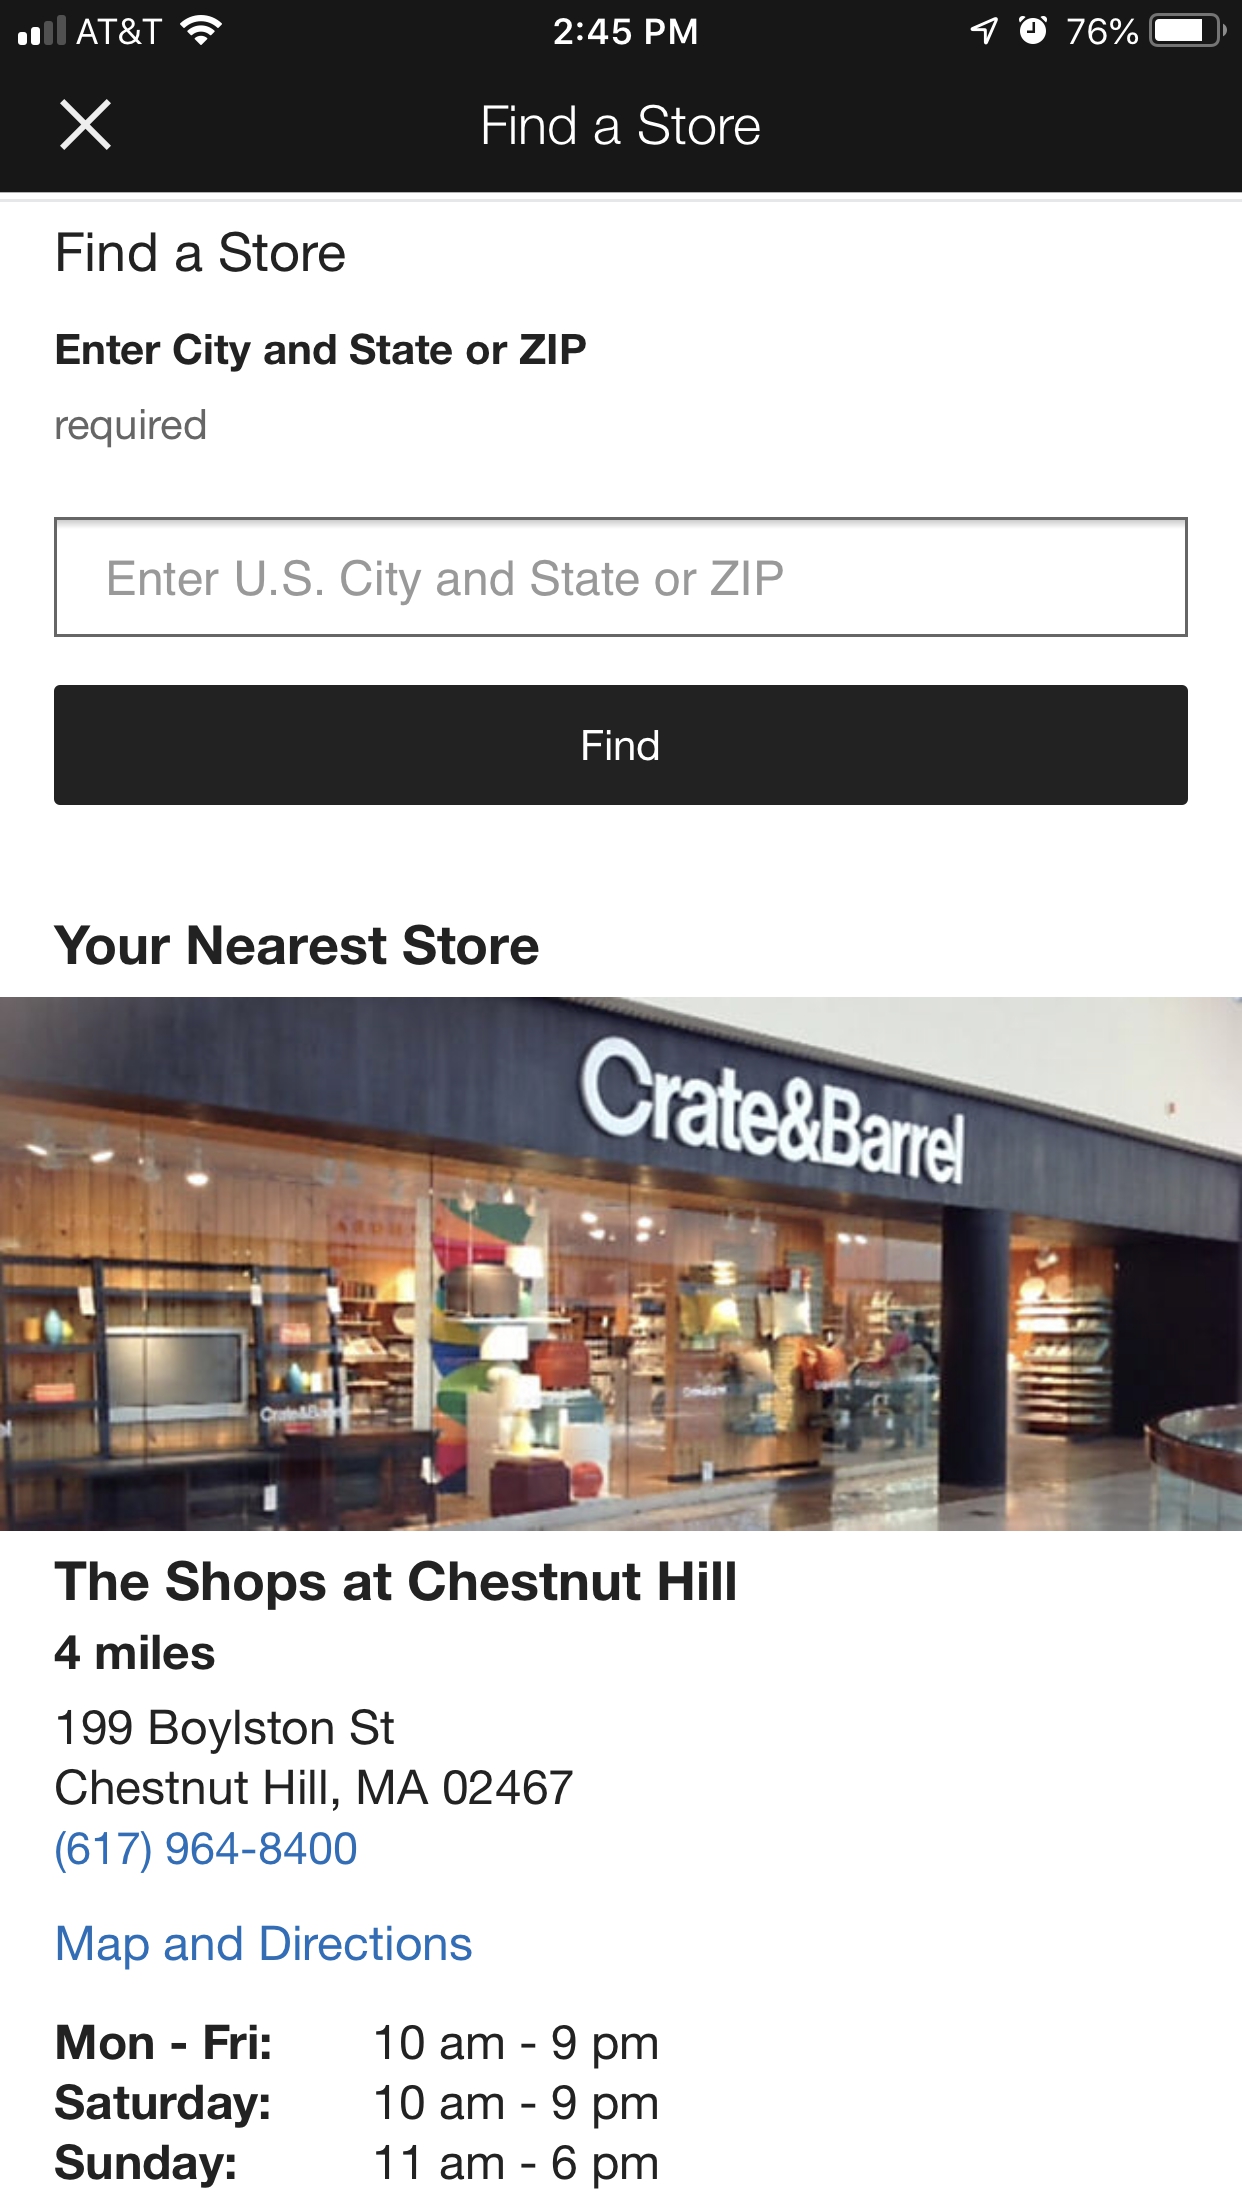 AT&T 2:45 PM 76%
Find a Store
Find a Store
Enter City and State or ZIP
required
Enter U.S. City and State or ZIP
Find
Your Nearest Store
Crate&Barrel
Crate&Barrel
The Shops at Chestnut Hill
4 miles
199 Boylston St
Chestnut Hill, MA 02467
(617) 964-8400
Map and Directions
Mon - Fri: 10 am - 9 pm
Saturday: 10 am - 9 pm
Sunday: 11 am - 6 pm